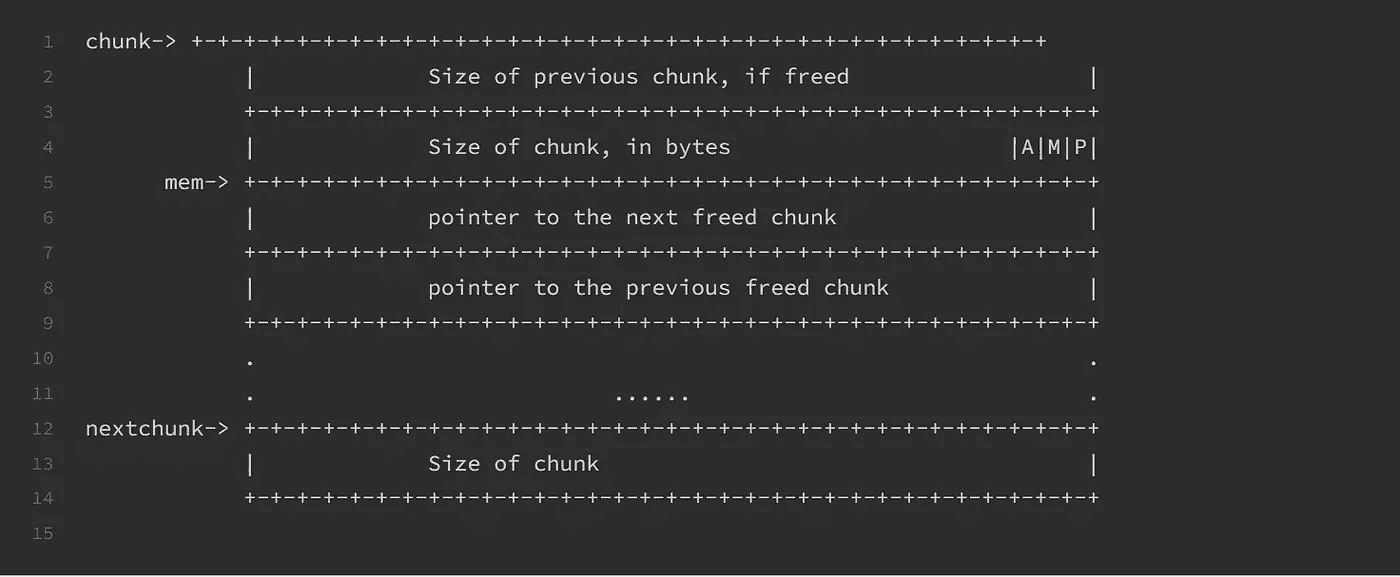 1 chunk-> +-+-+-+-+-+-+-+-+-+-+-+-+-+-+-+-+-+-+-+-+-+-+-+-+-+-+-+-+-+-+-+-+
2             |             Size of previous chunk, if freed                  |
3             +-+-+-+-+-+-+-+-+-+-+-+-+-+-+-+-+-+-+-+-+-+-+-+-+-+-+-+-+-+-+-+-+
4             |             Size of chunk, in bytes                     |A|M|P|
5       mem-> +-+-+-+-+-+-+-+-+-+-+-+-+-+-+-+-+-+-+-+-+-+-+-+-+-+-+-+-+-+-+-+-+
6             |             pointer to the next freed chunk                   |
7             +-+-+-+-+-+-+-+-+-+-+-+-+-+-+-+-+-+-+-+-+-+-+-+-+-+-+-+-+-+-+-+-+
8             |             pointer to the previous freed chunk               |
9             +-+-+-+-+-+-+-+-+-+-+-+-+-+-+-+-+-+-+-+-+-+-+-+-+-+-+-+-+-+-+-+-+
10            .                                                               .
11            .                           ......                              .
12 nextchunk-> +-+-+-+-+-+-+-+-+-+-+-+-+-+-+-+-+-+-+-+-+-+-+-+-+-+-+-+-+-+-+-+-+
13            |             Size of chunk                                     |
14            +-+-+-+-+-+-+-+-+-+-+-+-+-+-+-+-+-+-+-+-+-+-+-+-+-+-+-+-+-+-+-+-+
15